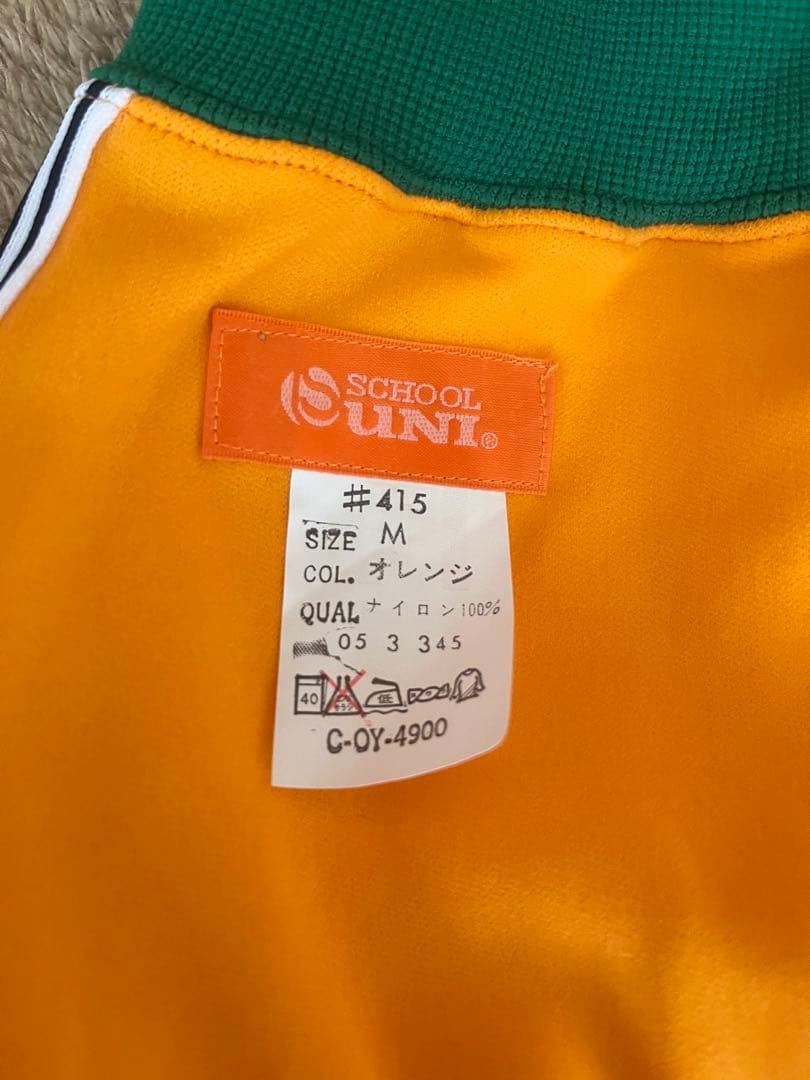 SCHOOL
UNI®
#415
SIZE M
COL. オレンジ
QUAL ナイロン100%
05 3 345
40 低
C-OY-4900